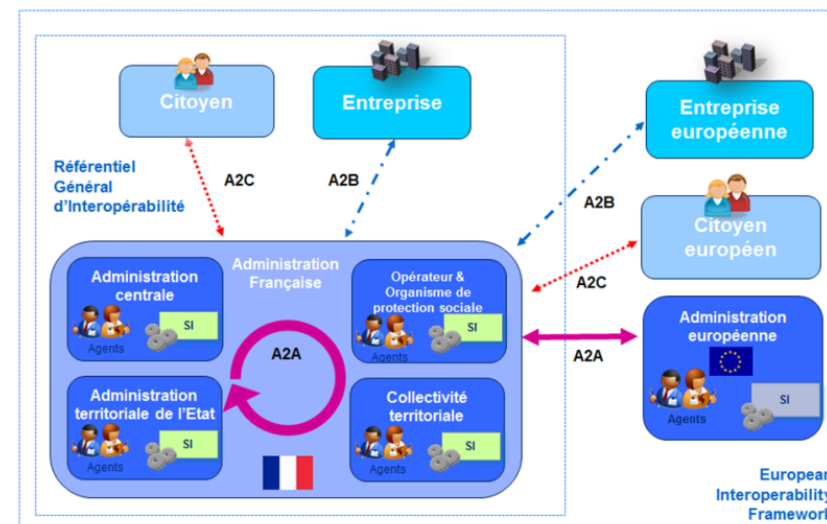 Citoyen
Entreprise
Entreprise
européenne
Référentiel
Général
d'Interopérabilité
A2C
A2B
A2B
Citoyen
européen
Administration
Française
Administration
centrale
Agents
SI
Opérateur &
Organisme de
protection sociale
Agents
SI
A2A
A2C
A2A
Administration
européenne
Agents
SI
Administration
territoriale de l'Etat
Agents
SI
Collectivité
territoriale
Agents
SI
European
Interoperability
Framework